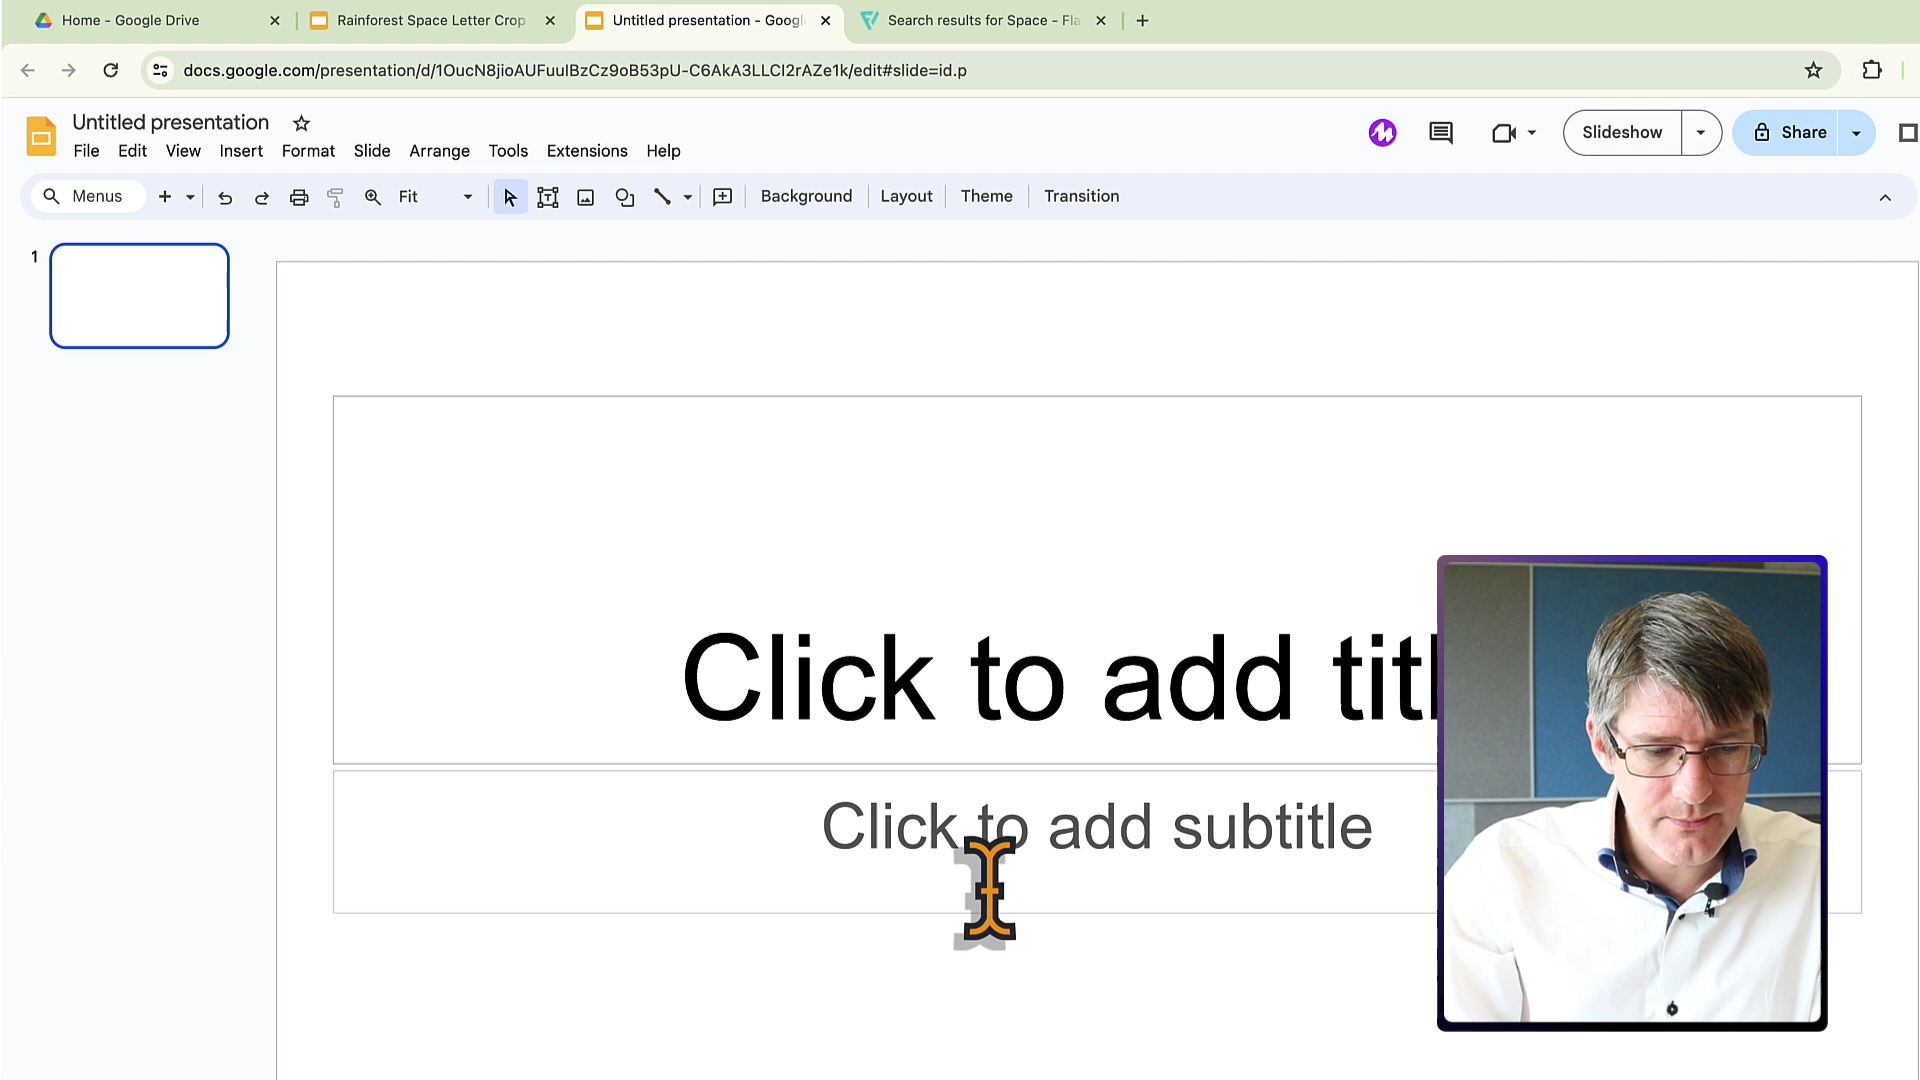 Home - Google Drive
Rainforest Space Letter Crop
Untitled presentation - Googl
Search results for Space - Fla
docs.google.com/presentation/d/1OucN8jioAUFuuIBzCz9oB53pU-C6AkA3LLCI2rAZe1k/edit#slide=id.p
Untitled presentation
File Edit View Insert Format Slide Arrange Tools Extensions Help
Slideshow
Share
Menus
Fit
Background
Layout
Theme
Transition
1
Click to add titl
Click to add subtitle